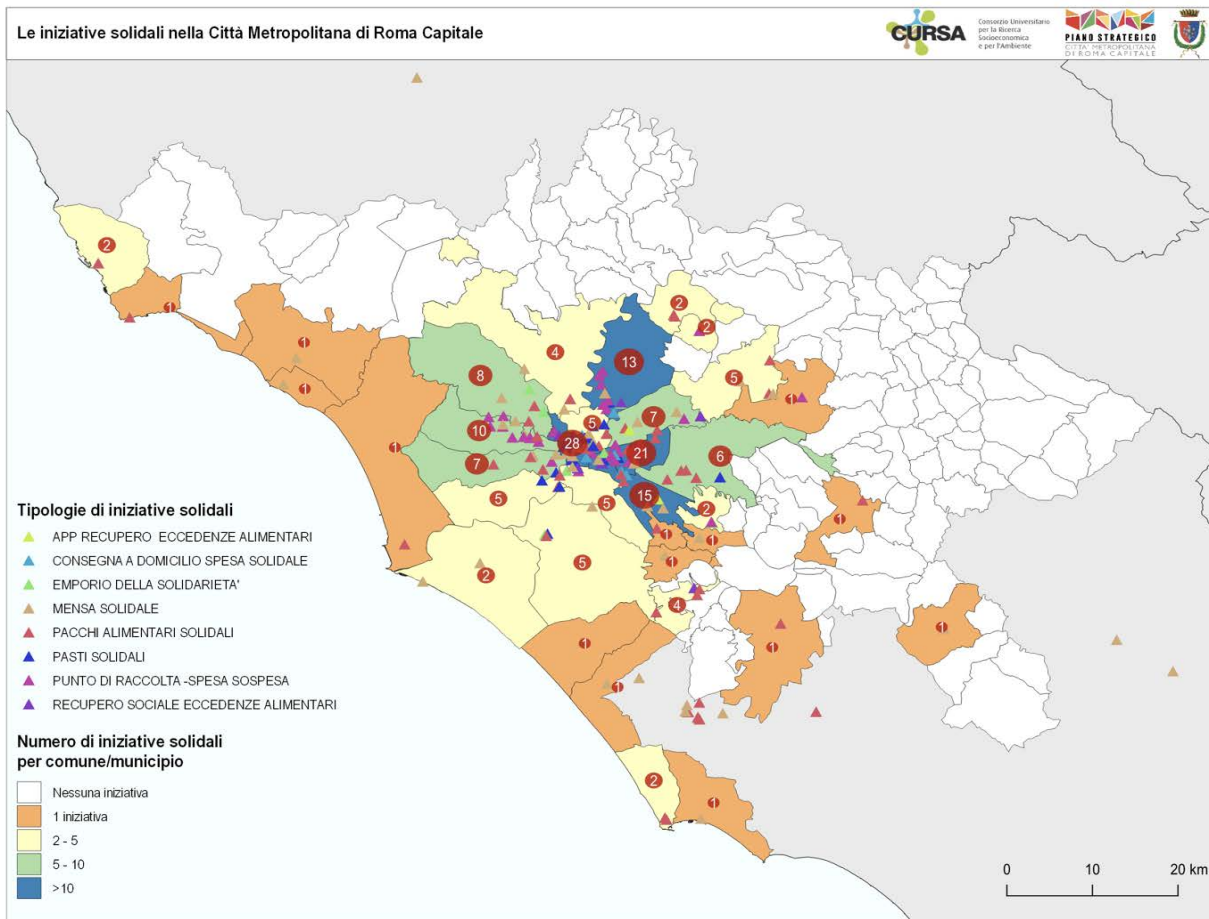 Le iniziative solidali nella Città Metropolitana di Roma Capitale
CURSA
Consorzio Universitario
per la Ricerca
Socioeconomica
e per l'Ambiente
PIANO STRATEGICO
CITTÀ METROPOLITANA
DI ROMA CAPITALE
2
1
1
1
1
2
2
13
4
8
5
1
5
7
10
28
21
6
7
15
5
5
2
1
1
1
1
5
2
4
1
1
1
1
2
1
Tipologie di iniziative solidali
APP RECUPERO ECCEDENZE ALIMENTARI
CONSEGNA A DOMICILIO SPESA SOLIDALE
EMPORIO DELLA SOLIDARIETA'
MENSA SOLIDALE
PACCHI ALIMENTARI SOLIDALI
PASTI SOLIDALI
PUNTO DI RACCOLTA -SPESA SOSPESA
RECUPERO SOCIALE ECCEDENZE ALIMENTARI
Numero di iniziative solidali
per comune/municipio
Nessuna iniziativa
1 iniziativa
2 - 5
5 - 10
>10
0 10 20 km